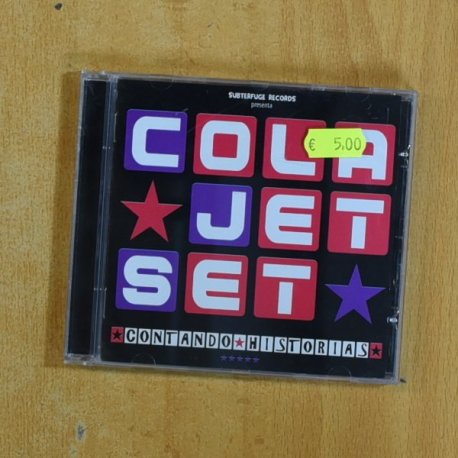 SUBTERFUGE RECORDS
presenta
COLA
€ 5,00
JET
SET
CONTANDO★HISTORIAS